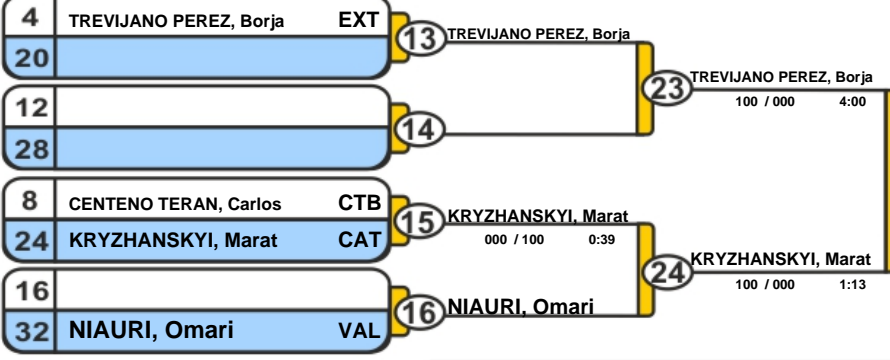 4 TREVIJANO PEREZ, Borja EXT
20
13 TREVIJANO PEREZ, Borja
12
28
14
23 TREVIJANO PEREZ, Borja
100 / 000 4:00
8 CENTENO TERAN, Carlos CTB
24 KRYZHANSKYI, Marat CAT
15 KRYZHANSKYI, Marat
000 / 100 0:39
16
32 NIAURI, Omari VAL
16 NIAURI, Omari
24 KRYZHANSKYI, Marat
100 / 000 1:13